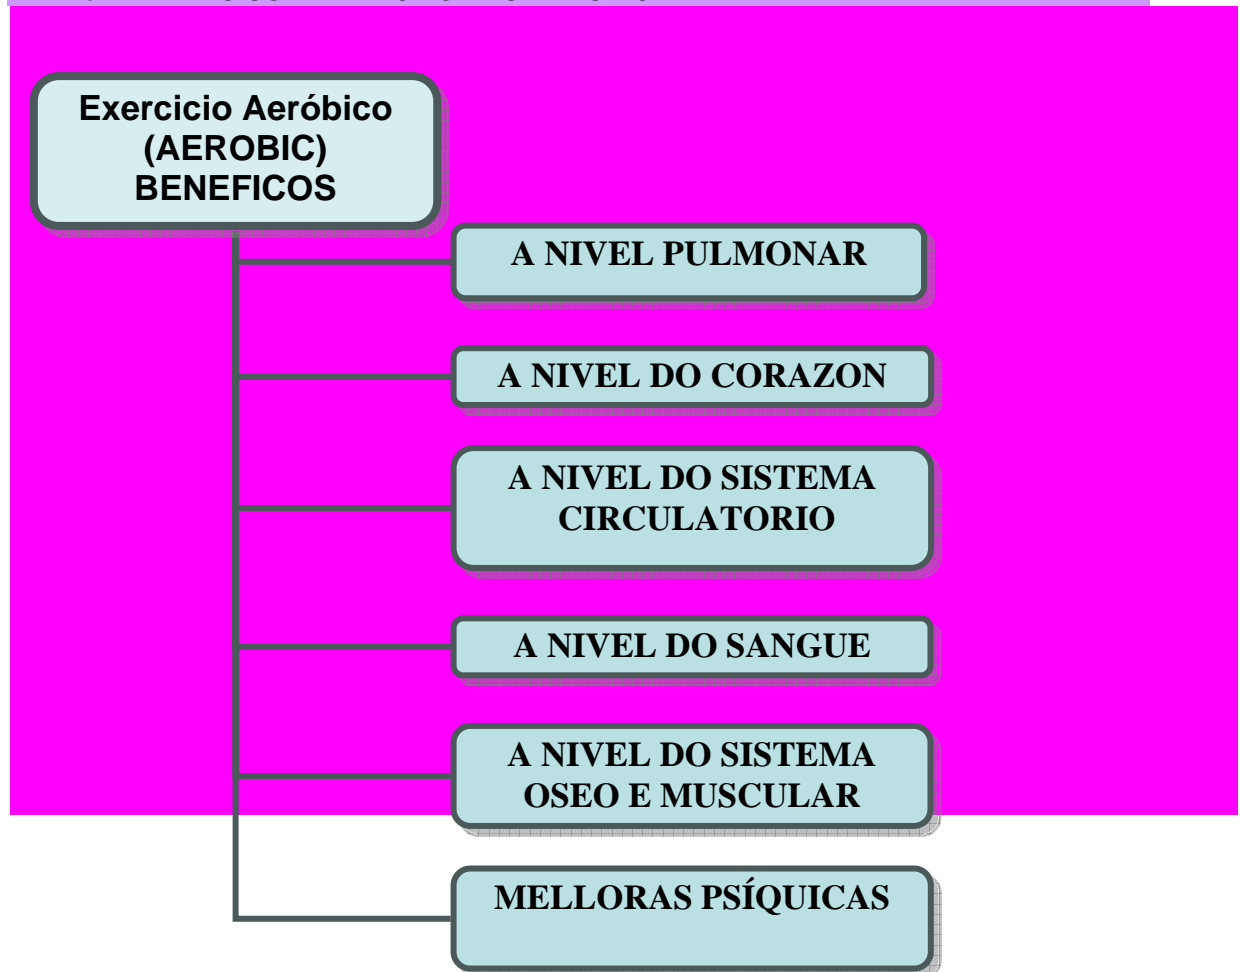 Exercicio Aeróbico
(AEROBIC)
BENEFICOS
A NIVEL PULMONAR
A NIVEL DO CORAZON
A NIVEL DO SISTEMA
CIRCULATORIO
A NIVEL DO SANGUE
A NIVEL DO SISTEMA
OSEO E MUSCULAR
MELLORAS PSÍQUICAS